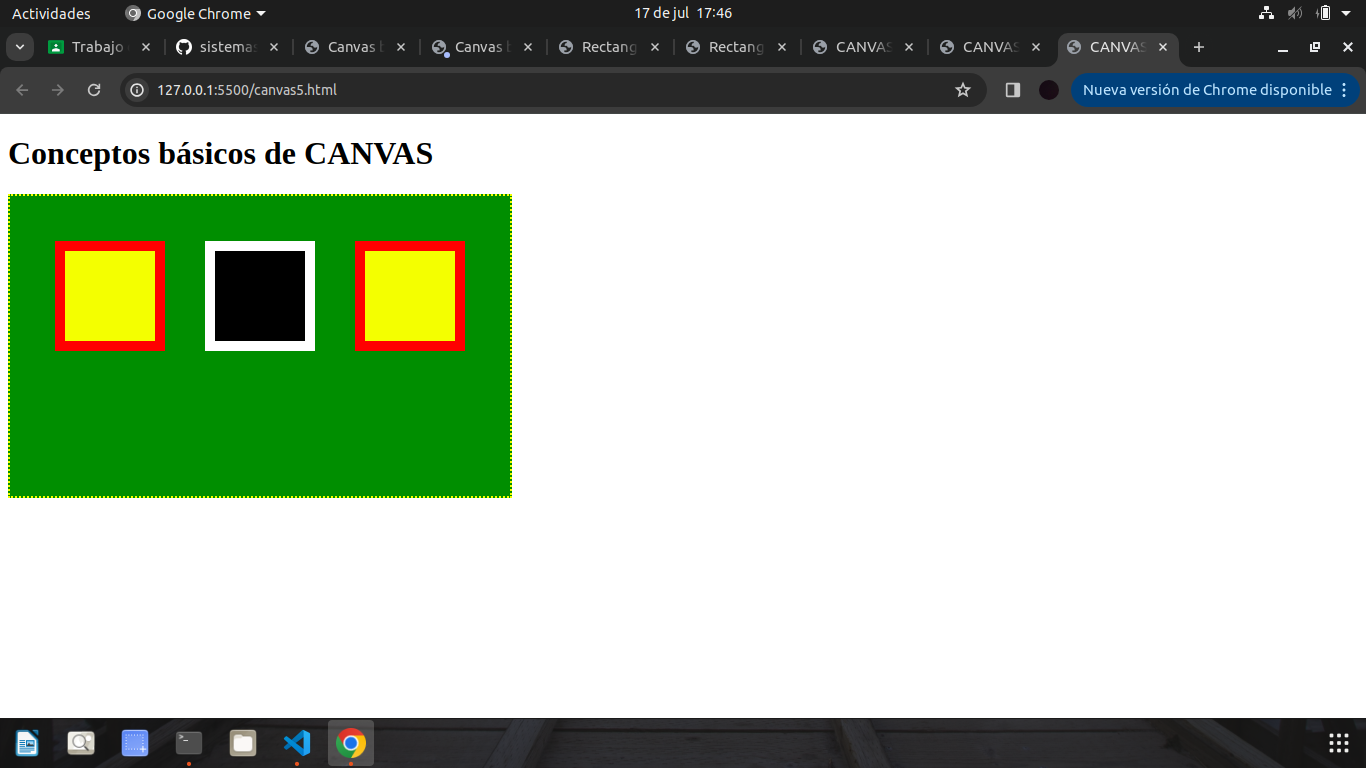 Actividades Google Chrome 17 de jul 17:46
Trabajo sistemas Canvas Canvas Rectang Rectang CANVAS CANVAS CANVAS
127.0.0.1:5500/canvas5.html Nueva versión de Chrome disponible
Conceptos básicos de CANVAS